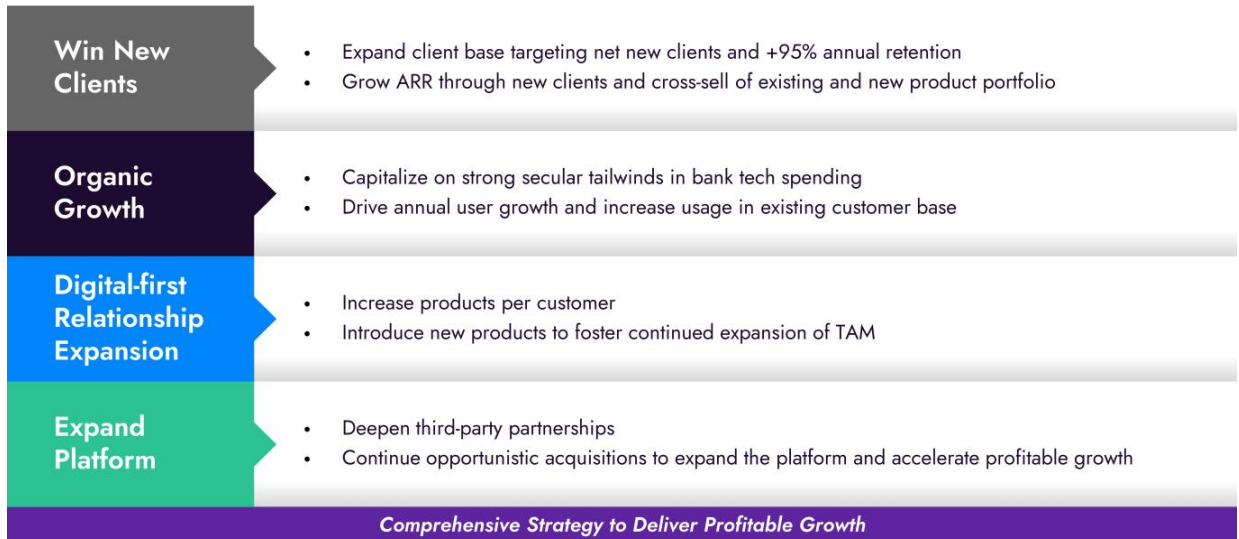 Win New
Clients
• Expand client base targeting net new clients and +95% annual retention
• Grow ARR through new clients and cross-sell of existing and new product portfolio
Organic
Growth
• Capitalize on strong secular tailwinds in bank tech spending
• Drive annual user growth and increase usage in existing customer base
Digital-first
Relationship
Expansion
• Increase products per customer
• Introduce new products to foster continued expansion of TAM
Expand
Platform
• Deepen third-party partnerships
• Continue opportunistic acquisitions to expand the platform and accelerate profitable growth
Comprehensive Strategy to Deliver Profitable Growth